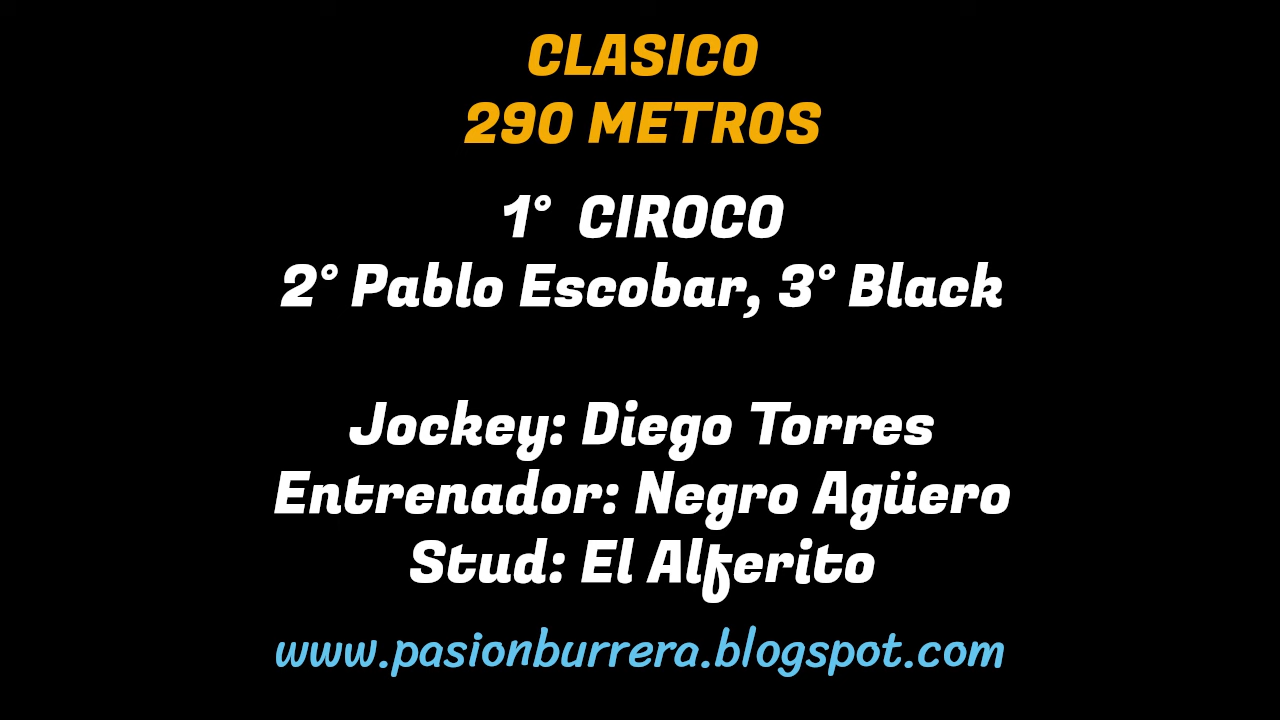 CLASICO
290 METROS
1° CIROCO
2° Pablo Escobar, 3° Black
Jockey: Diego Torres
Entrenador: Negro Agüero
Stud: El Alferito
www.pasionburrera.blogspot.com